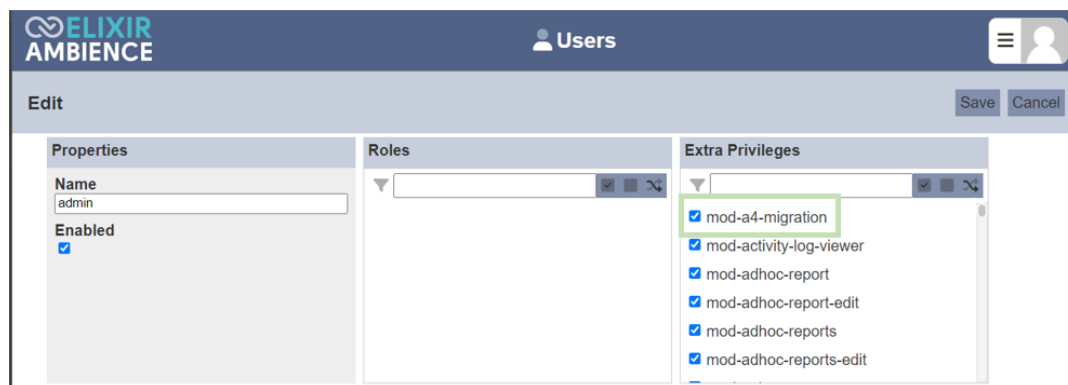 ELIXIR
AMBIENCE
Users
Edit
Save Cancel
Properties
Name
admin
Enabled
Roles
Extra Privileges
mod-a4-migration
mod-activity-log-viewer
mod-adhoc-report
mod-adhoc-report-edit
mod-adhoc-reports
mod-adhoc-reports-edit